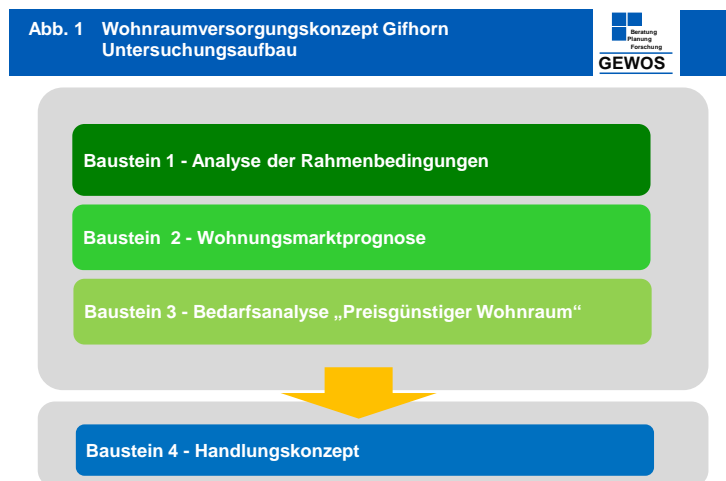 Abb. 1 Wohnraumversorgungskonzept Gifhorn
Untersuchungsaufbau
Beratung
Planung
Forschung
GEWOS
Baustein 1 - Analyse der Rahmenbedingungen
Baustein 2 - Wohnungsmarktprognose
Baustein 3 - Bedarfsanalyse „Preisgünstiger Wohnraum“
Baustein 4 - Handlungskonzept